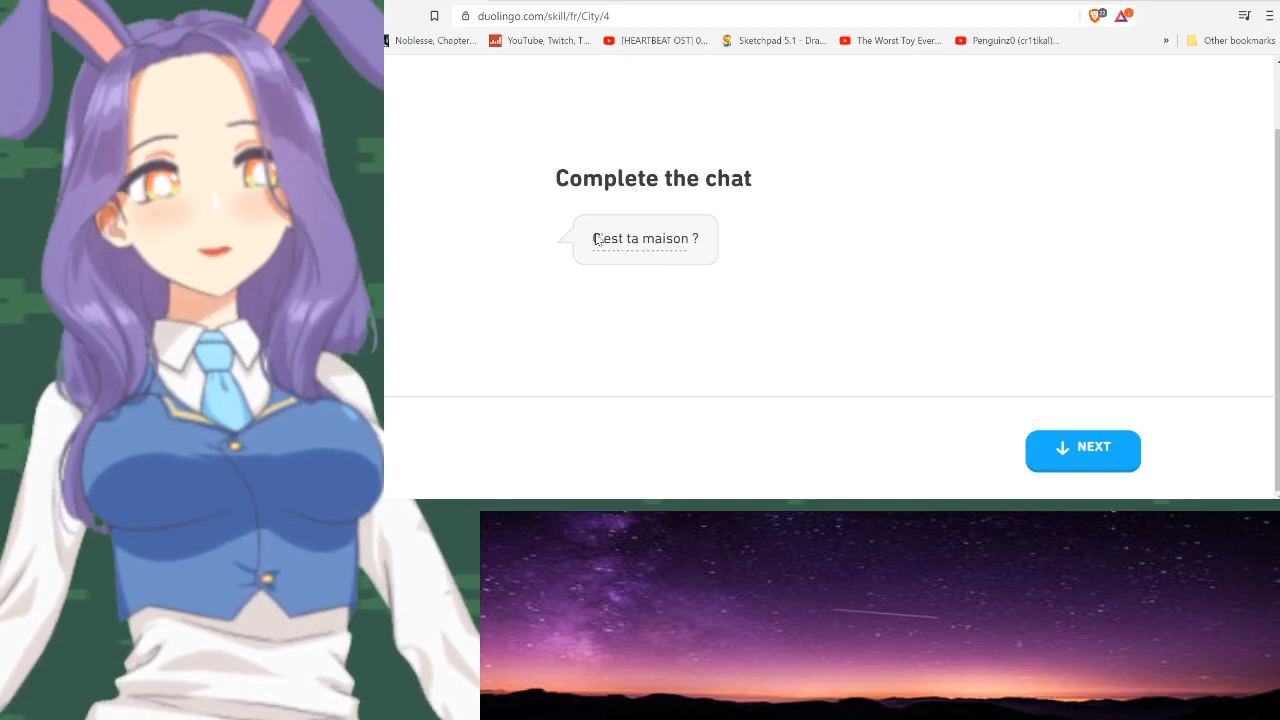 duolingo.com/skill/fr/City/4
Noblesse, Chapter... YouTube, Twitch, T... [HEARTBEAT OST] 0... Sketchpad 5.1 - Dra... The Worst Toy Ever... Penguinz0 (cr1tikal)... » Other bookmarks
Complete the chat
C'est ta maison ?
NEXT